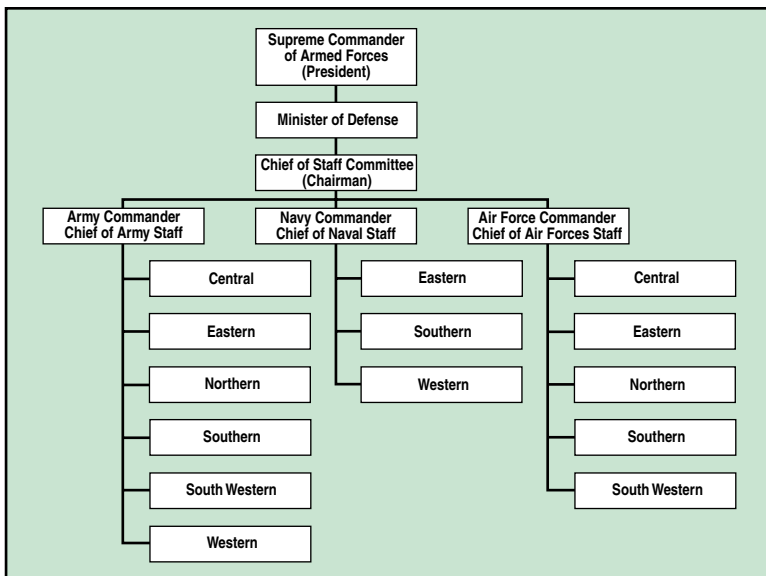 Supreme Commander
of Armed Forces
(President)
Minister of Defense
Chief of Staff Committee
(Chairman)
Army Commander
Chief of Army Staff
Navy Commander
Chief of Naval Staff
Air Force Commander
Chief of Air Forces Staff
Central
Eastern
Northern
Southern
South Western
Western
Eastern
Southern
Western
Central
Eastern
Northern
Southern
South Western